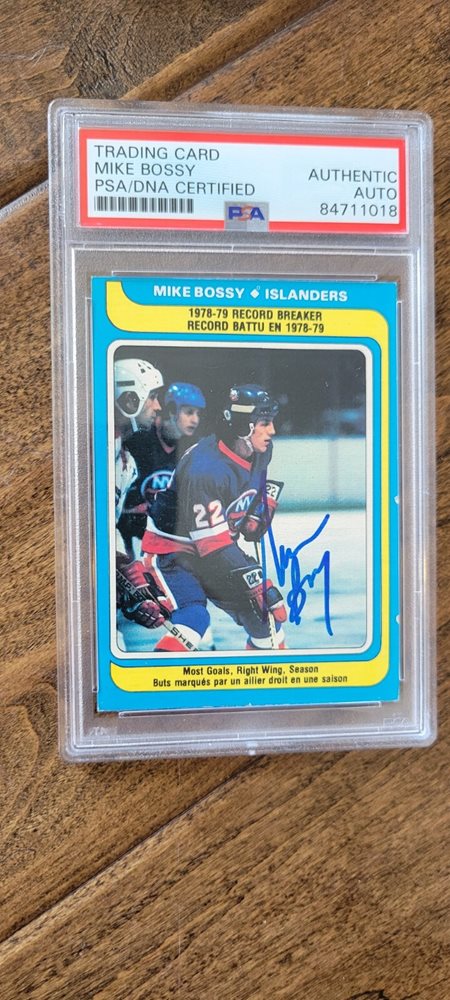 TRADING CARD
MIKE BOSSY
PSA/DNA CERTIFIED
AUTHENTIC
AUTO
84711018
PSA
MIKE BOSSY ISLANDERS
1978-79 RECORD BREAKER
RECORD BATTU EN 1978-79
22
22
22
NY
Most Goals, Right Wing, Season
Buts marqués par un ailier droit en une saison